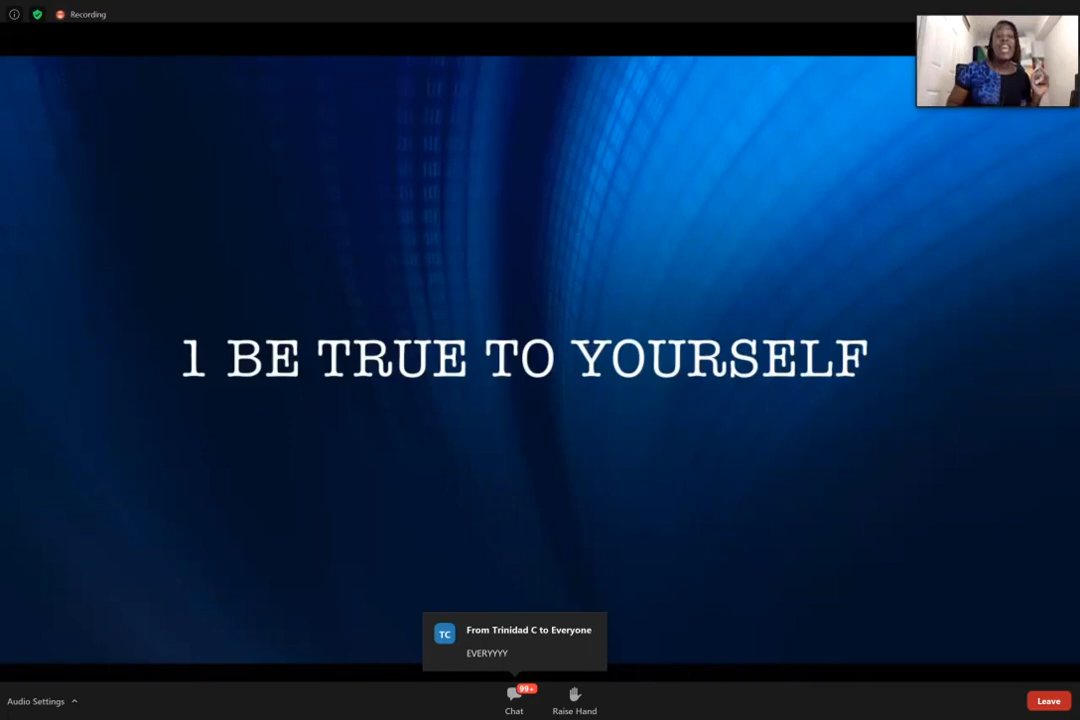 Recording
1 BE TRUE TO YOURSELF
TC
From Trinidad C to Everyone
EVERYYYY
Audio Settings
99+
Chat
Raise Hand
Leave